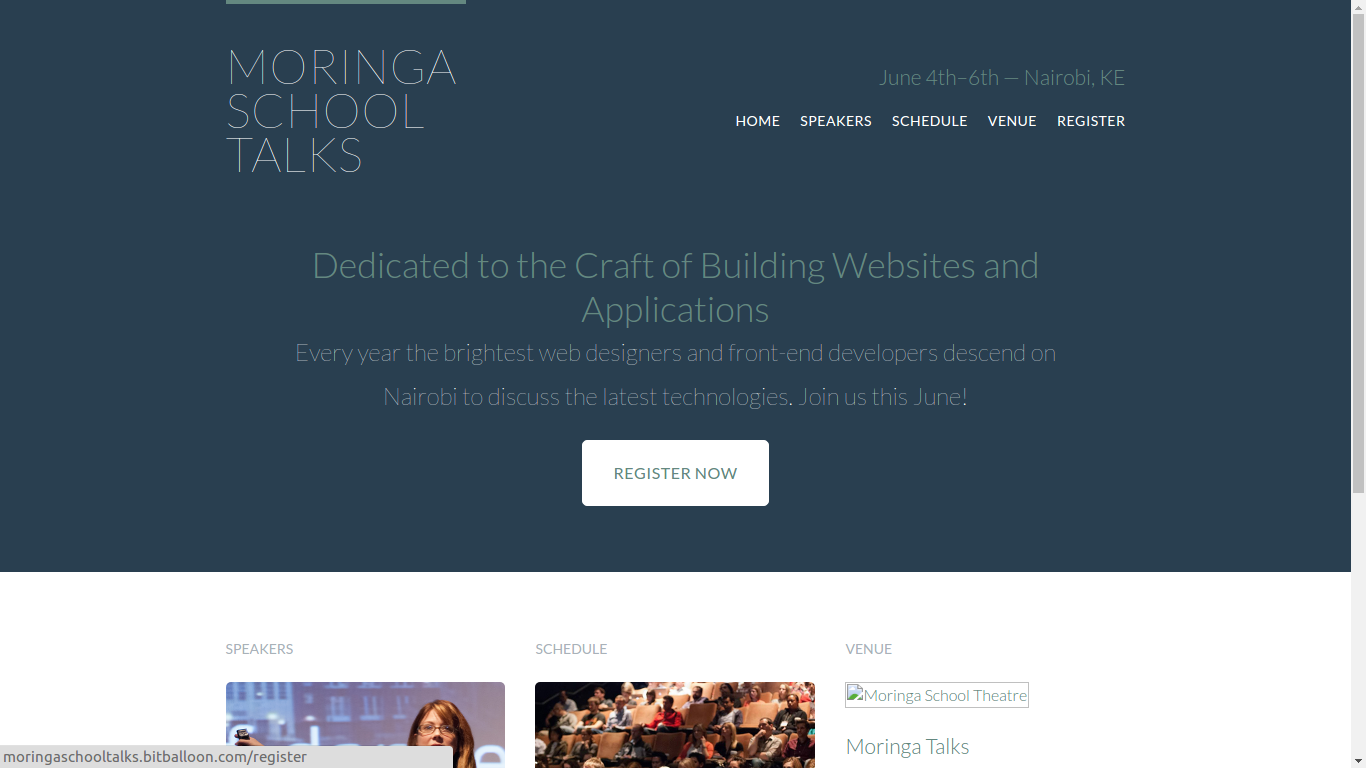 MORINGA
SCHOOL
TALKS
June 4th–6th — Nairobi, KE
HOME SPEAKERS SCHEDULE VENUE REGISTER
Dedicated to the Craft of Building Websites and
Applications
Every year the brightest web designers and front-end developers descend on
Nairobi to discuss the latest technologies. Join us this June!
REGISTER NOW
SPEAKERS SCHEDULE VENUE
Moringa School Theatre
Moringa Talks
moringaschooltalks.bitballoon.com/register